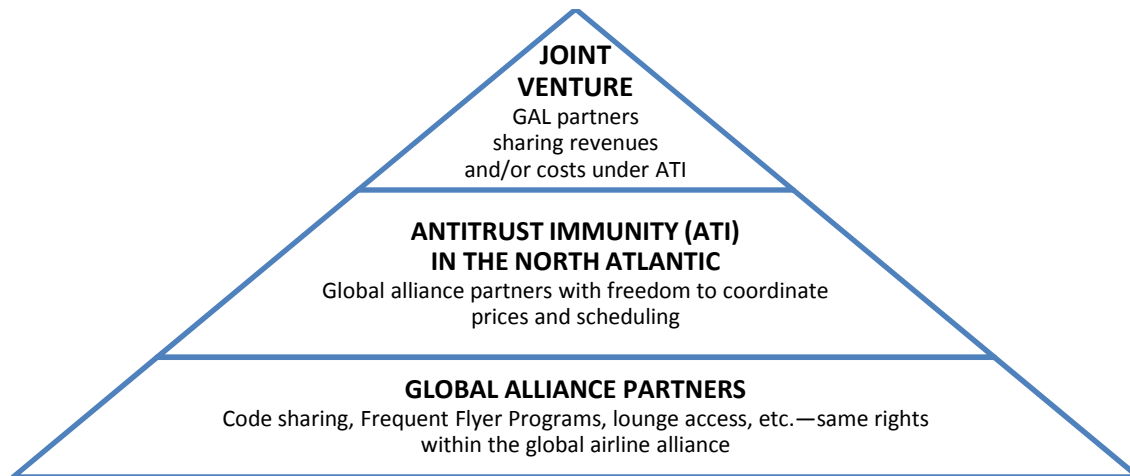 JOINT
VENTURE
GAL partners
sharing revenues
and/or costs under ATI
ANTITRUST IMMUNITY (ATI)
IN THE NORTH ATLANTIC
Global alliance partners with freedom to coordinate
prices and scheduling
GLOBAL ALLIANCE PARTNERS
Code sharing, Frequent Flyer Programs, lounge access, etc.—same rights
within the global airline alliance